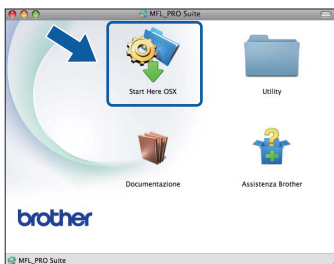 MFL_PRO Suite
Start Here OSX
Utility
Documentazione
Assistenza Brother
brother
MFL_PRO Suite